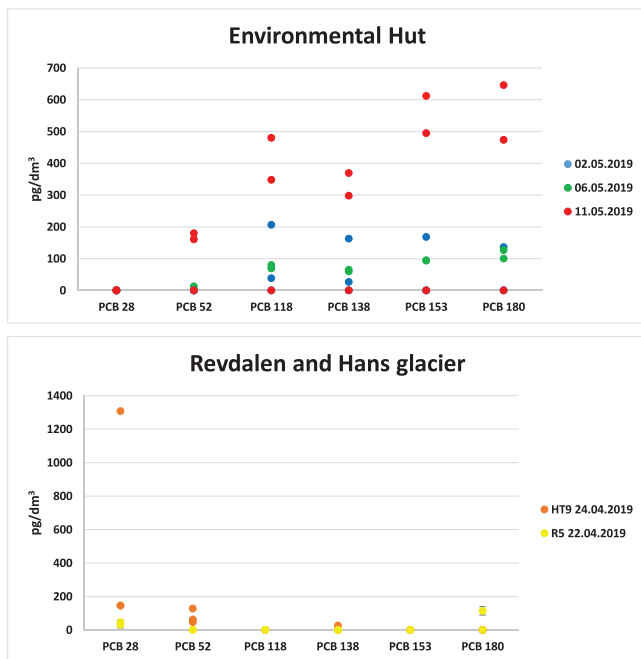 Environmental Hut
700
600
500
400
300
200
100
0
pg/dm³
PCB 28 PCB 52 PCB 118 PCB 138 PCB 153 PCB 180
02.05.2019
06.05.2019
11.05.2019
Revdalen and Hans glacier
1400
1200
1000
800
600
400
200
0
pg/dm³
PCB 28 PCB 52 PCB 118 PCB 138 PCB 153 PCB 180
HT9 24.04.2019
R5 22.04.2019